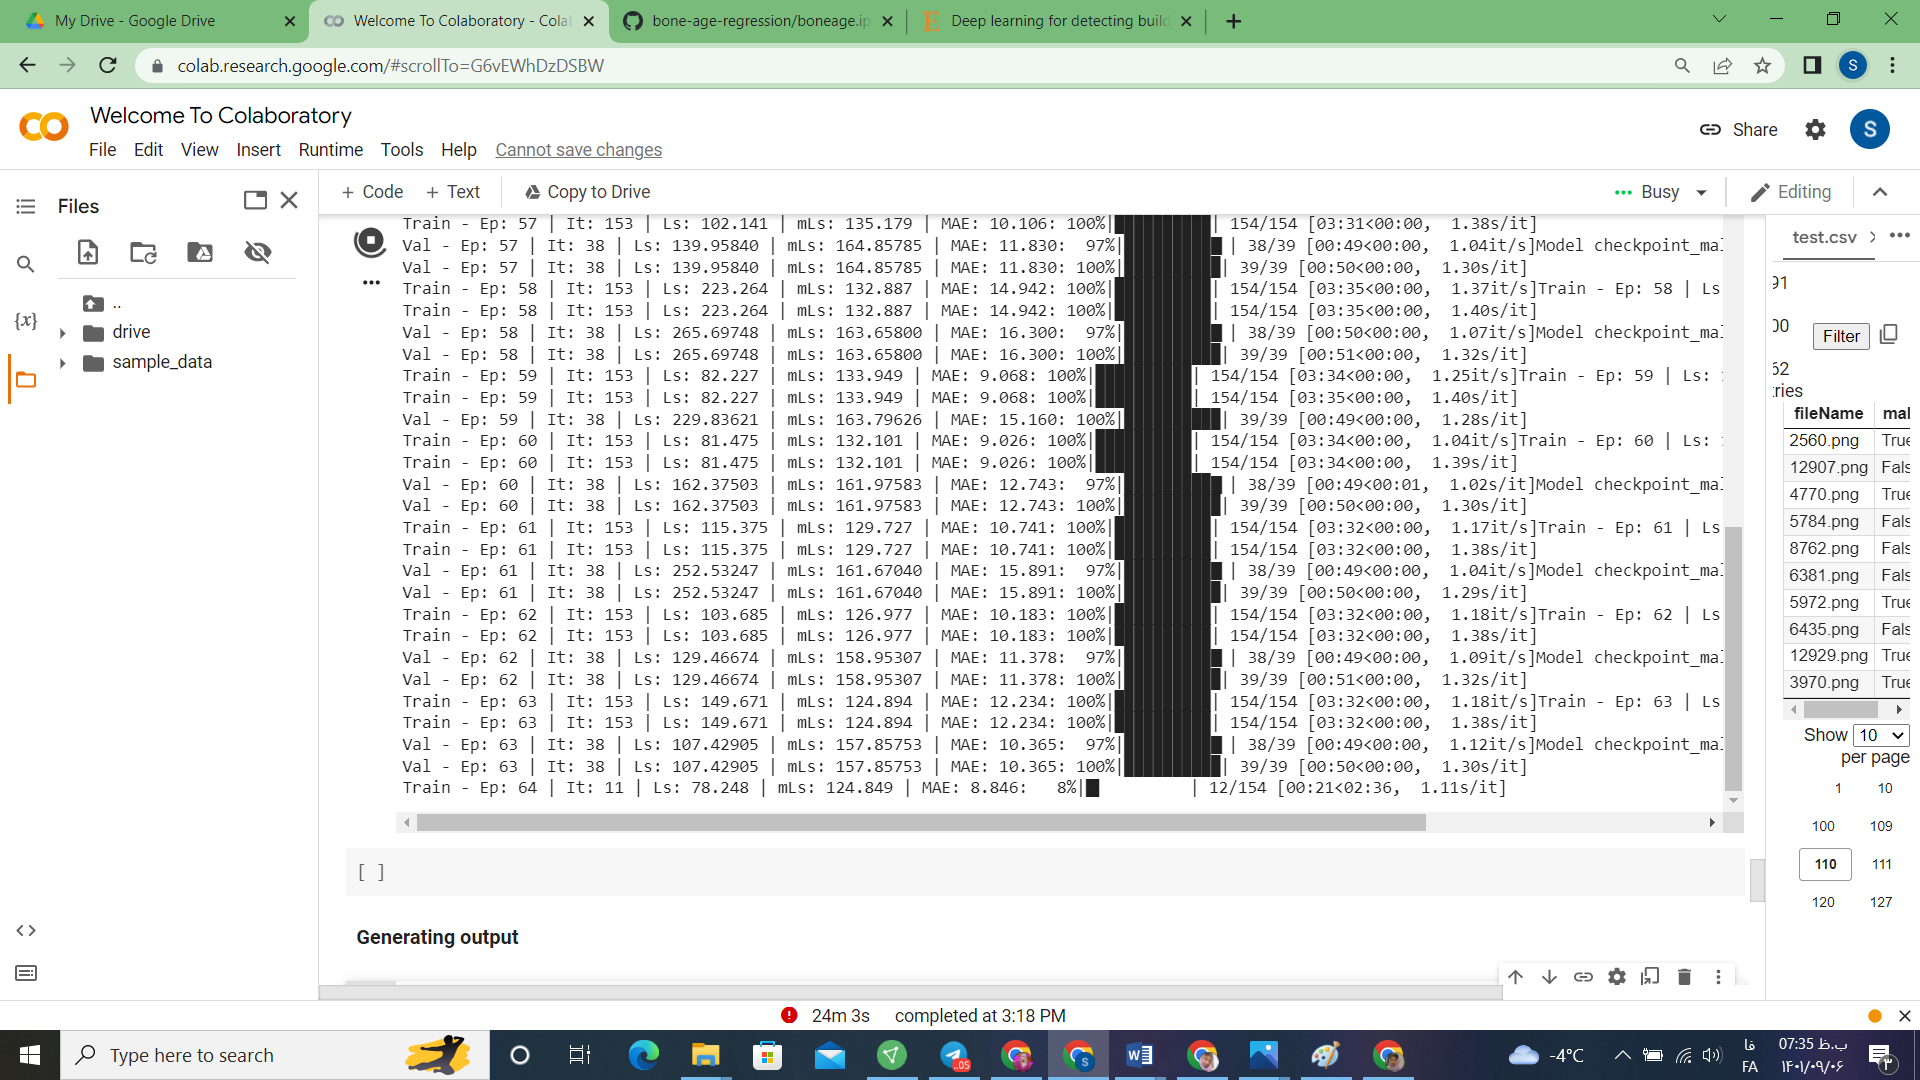 My Drive - Google Drive
Welcome To Colaboratory - Colab
bone-age-regression/boneage.ip
Deep learning for detecting build
colab.research.google.com/#scrollTo=G6vEWhDzDSBW
S
Welcome To Colaboratory
File Edit View Insert Runtime Tools Help Cannot save changes
Share
S
Files
+ Code + Text Copy to Drive
Busy
Editing
..
drive
sample_data
{x}
Train - Ep: 57 | It: 153 | Ls: 102.141 | mLs: 135.179 | MAE: 10.106: 100%|██████████| 154/154 [03:31<00:00, 1.38s/it]
Val - Ep: 57 | It: 38 | Ls: 139.95840 | mLs: 164.85785 | MAE: 11.830: 97%|██████████ | 38/39 [00:49<00:00, 1.04it/s]Model checkpoint_mal
Val - Ep: 57 | It: 38 | Ls: 139.95840 | mLs: 164.85785 | MAE: 11.830: 100%|██████████| 39/39 [00:50<00:00, 1.30s/it]
Train - Ep: 58 | It: 153 | Ls: 223.264 | mLs: 132.887 | MAE: 14.942: 100%|██████████| 154/154 [03:35<00:00, 1.37it/s]Train - Ep: 58 | Ls
Train - Ep: 58 | It: 153 | Ls: 223.264 | mLs: 132.887 | MAE: 14.942: 100%|██████████| 154/154 [03:35<00:00, 1.40s/it]
Val - Ep: 58 | It: 38 | Ls: 265.69748 | mLs: 163.65800 | MAE: 16.300: 97%|██████████ | 38/39 [00:50<00:00, 1.07it/s]Model checkpoint_mal
Val - Ep: 58 | It: 38 | Ls: 265.69748 | mLs: 163.65800 | MAE: 16.300: 100%|██████████| 39/39 [00:51<00:00, 1.32s/it]
Train - Ep: 59 | It: 153 | Ls: 82.227 | mLs: 133.949 | MAE: 9.068: 100%|██████████| 154/154 [03:34<00:00, 1.25it/s]Train - Ep: 59 | Ls:
Train - Ep: 59 | It: 153 | Ls: 82.227 | mLs: 133.949 | MAE: 9.068: 100%|██████████| 154/154 [03:35<00:00, 1.40s/it]
Val - Ep: 59 | It: 38 | Ls: 229.83621 | mLs: 163.79626 | MAE: 15.160: 100%|██████████| 39/39 [00:49<00:00, 1.28s/it]
Train - Ep: 60 | It: 153 | Ls: 81.475 | mLs: 132.101 | MAE: 9.026: 100%|██████████| 154/154 [03:34<00:00, 1.04it/s]Train - Ep: 60 | Ls:
Train - Ep: 60 | It: 153 | Ls: 81.475 | mLs: 132.101 | MAE: 9.026: 100%|██████████| 154/154 [03:34<00:00, 1.39s/it]
Val - Ep: 60 | It: 38 | Ls: 162.37503 | mLs: 161.97583 | MAE: 12.743: 97%|██████████ | 38/39 [00:49<00:01, 1.02s/it]Model checkpoint_mal
Val - Ep: 60 | It: 38 | Ls: 162.37503 | mLs: 161.97583 | MAE: 12.743: 100%|██████████| 39/39 [00:50<00:00, 1.30s/it]
Train - Ep: 61 | It: 153 | Ls: 115.375 | mLs: 129.727 | MAE: 10.741: 100%|██████████| 154/154 [03:32<00:00, 1.17it/s]Train - Ep: 61 | Ls
Train - Ep: 61 | It: 153 | Ls: 115.375 | mLs: 129.727 | MAE: 10.741: 100%|██████████| 154/154 [03:32<00:00, 1.38s/it]
Val - Ep: 61 | It: 38 | Ls: 252.53247 | mLs: 161.67040 | MAE: 15.891: 97%|██████████ | 38/39 [00:49<00:00, 1.04it/s]Model checkpoint_mal
Val - Ep: 61 | It: 38 | Ls: 252.53247 | mLs: 161.67040 | MAE: 15.891: 100%|██████████| 39/39 [00:50<00:00, 1.29s/it]
Train - Ep: 62 | It: 153 | Ls: 103.685 | mLs: 126.977 | MAE: 10.183: 100%|██████████| 154/154 [03:32<00:00, 1.18it/s]Train - Ep: 62 | Ls
Train - Ep: 62 | It: 153 | Ls: 103.685 | mLs: 126.977 | MAE: 10.183: 100%|██████████| 154/154 [03:32<00:00, 1.38s/it]
Val - Ep: 62 | It: 38 | Ls: 129.46674 | mLs: 158.95307 | MAE: 11.378: 97%|██████████ | 38/39 [00:49<00:00, 1.09it/s]Model checkpoint_mal
Val - Ep: 62 | It: 38 | Ls: 129.46674 | mLs: 158.95307 | MAE: 11.378: 100%|██████████| 39/39 [00:51<00:00, 1.32s/it]
Train - Ep: 63 | It: 153 | Ls: 149.671 | mLs: 124.894 | MAE: 12.234: 100%|██████████| 154/154 [03:32<00:00, 1.18it/s]Train - Ep: 63 | Ls
Train - Ep: 63 | It: 153 | Ls: 149.671 | mLs: 124.894 | MAE: 12.234: 100%|██████████| 154/154 [03:32<00:00, 1.38s/it]
Val - Ep: 63 | It: 38 | Ls: 107.42905 | mLs: 157.85753 | MAE: 10.365: 97%|██████████ | 38/39 [00:49<00:00, 1.12it/s]Model checkpoint_mal
Val - Ep: 63 | It: 38 | Ls: 107.42905 | mLs: 157.85753 | MAE: 10.365: 100%|██████████| 39/39 [00:50<00:00, 1.30s/it]
Train - Ep: 64 | It: 11 | Ls: 78.248 | mLs: 124.849 | MAE: 8.846: 8%|█ | 12/154 [00:21<02:36, 1.11s/it]
[ ]
Generating output
test.csv
91
00
62
Filter
tries
fileName mal
2560.png True
12907.png Fals
4770.png True
5784.png Fals
8762.png Fals
6381.png Fals
5972.png True
6435.png Fals
12929.png True
3970.png True
Show 10
per page
1 10
100 109
110 111
120 127
24m 3s completed at 3:18 PM
Type here to search
..05
-4°C
فا
FA
07:35 ب.ظ
۱۴۰۱/۰۹/۰۶
۳